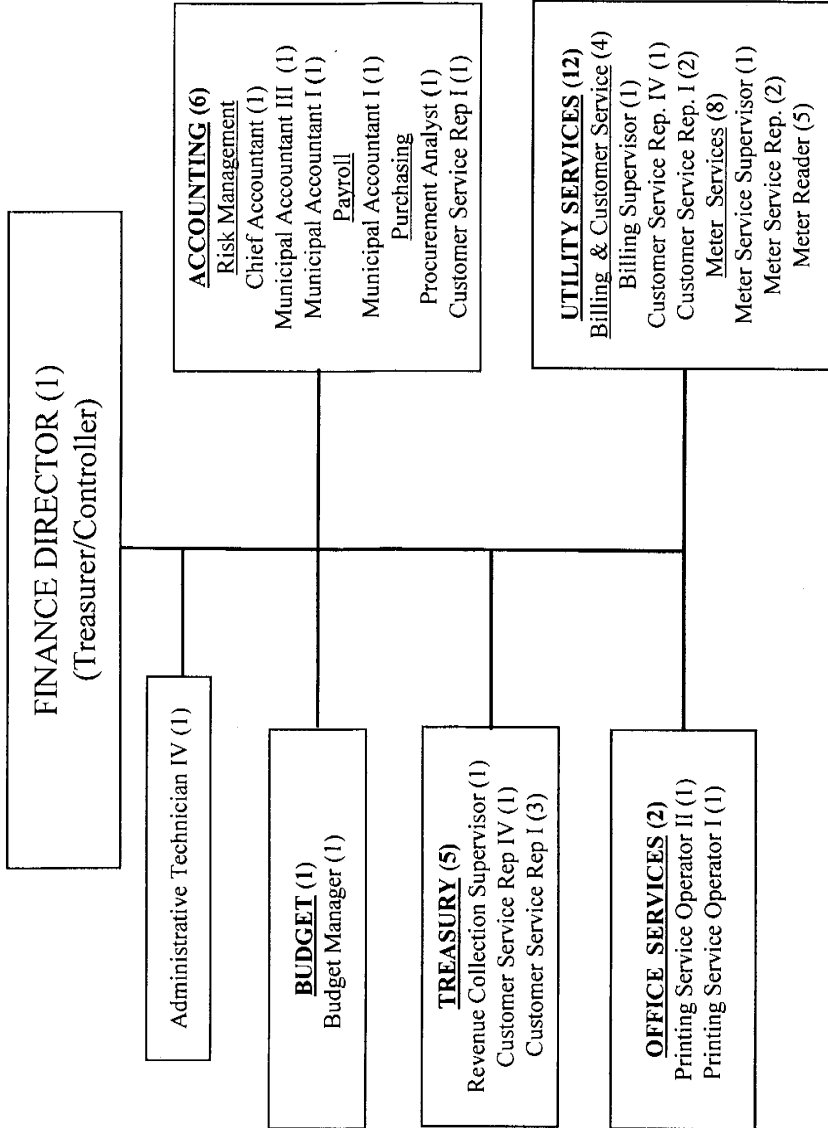 FINANCE DIRECTOR (1)
(Treasurer/Controller)
Administrative Technician IV (1)
BUDGET (1)
Budget Manager (1)
TREASURY (5)
Revenue Collection Supervisor (1)
Customer Service Rep IV (1)
Customer Service Rep I (3)
OFFICE SERVICES (2)
Printing Service Operator II (1)
Printing Service Operator I (1)
ACCOUNTING (6)
Risk Management
Chief Accountant (1)
Municipal Accountant III (1)
Municipal Accountant I (1)
Payroll
Municipal Accountant I (1)
Purchasing
Procurement Analyst (1)
Customer Service Rep I (1)
UTILITY SERVICES (12)
Billing & Customer Service (4)
Billing Supervisor (1)
Customer Service Rep. IV (1)
Customer Service Rep. I (2)
Meter Services (8)
Meter Service Supervisor (1)
Meter Service Rep. (2)
Meter Reader (5)